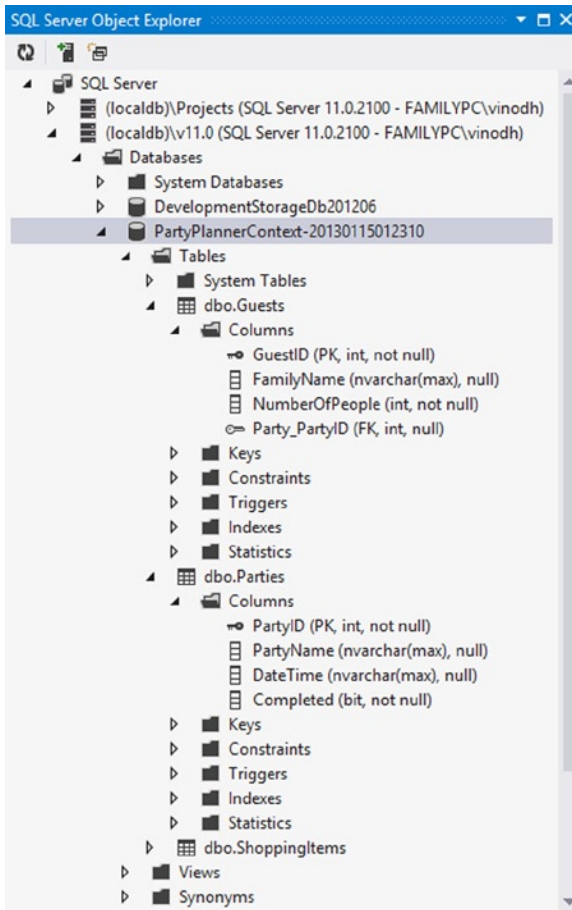 SQL Server Object Explorer
SQL Server
(localdb)\Projects (SQL Server 11.0.2100 - FAMILYPC\vinodh)
(localdb)\v11.0 (SQL Server 11.0.2100 - FAMILYPC\vinodh)
Databases
System Databases
DevelopmentStorageDb201206
PartyPlannerContext-20130115012310
Tables
System Tables
dbo.Guests
Columns
GuestID (PK, int, not null)
FamilyName (nvarchar(max), null)
NumberOfPeople (int, not null)
Party_PartyID (FK, int, null)
Keys
Constraints
Triggers
Indexes
Statistics
dbo.Parties
Columns
PartyID (PK, int, not null)
PartyName (nvarchar(max), null)
DateTime (nvarchar(max), null)
Completed (bit, not null)
Keys
Constraints
Triggers
Indexes
Statistics
dbo.ShoppingItems
Views
Synonyms